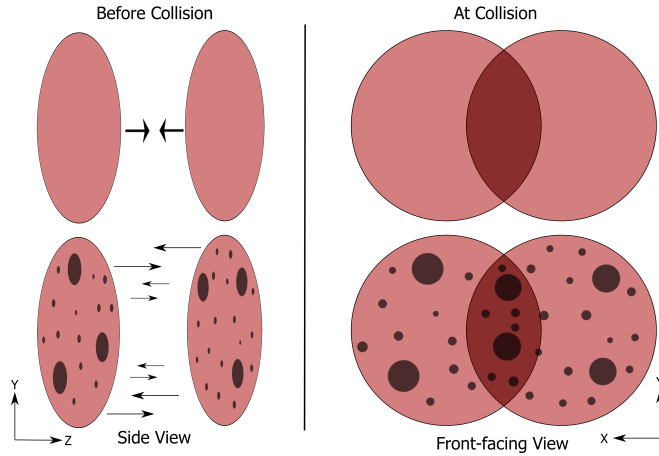 Before Collision
At Collision
Y
Z
Side View
Front-facing View
X
Y